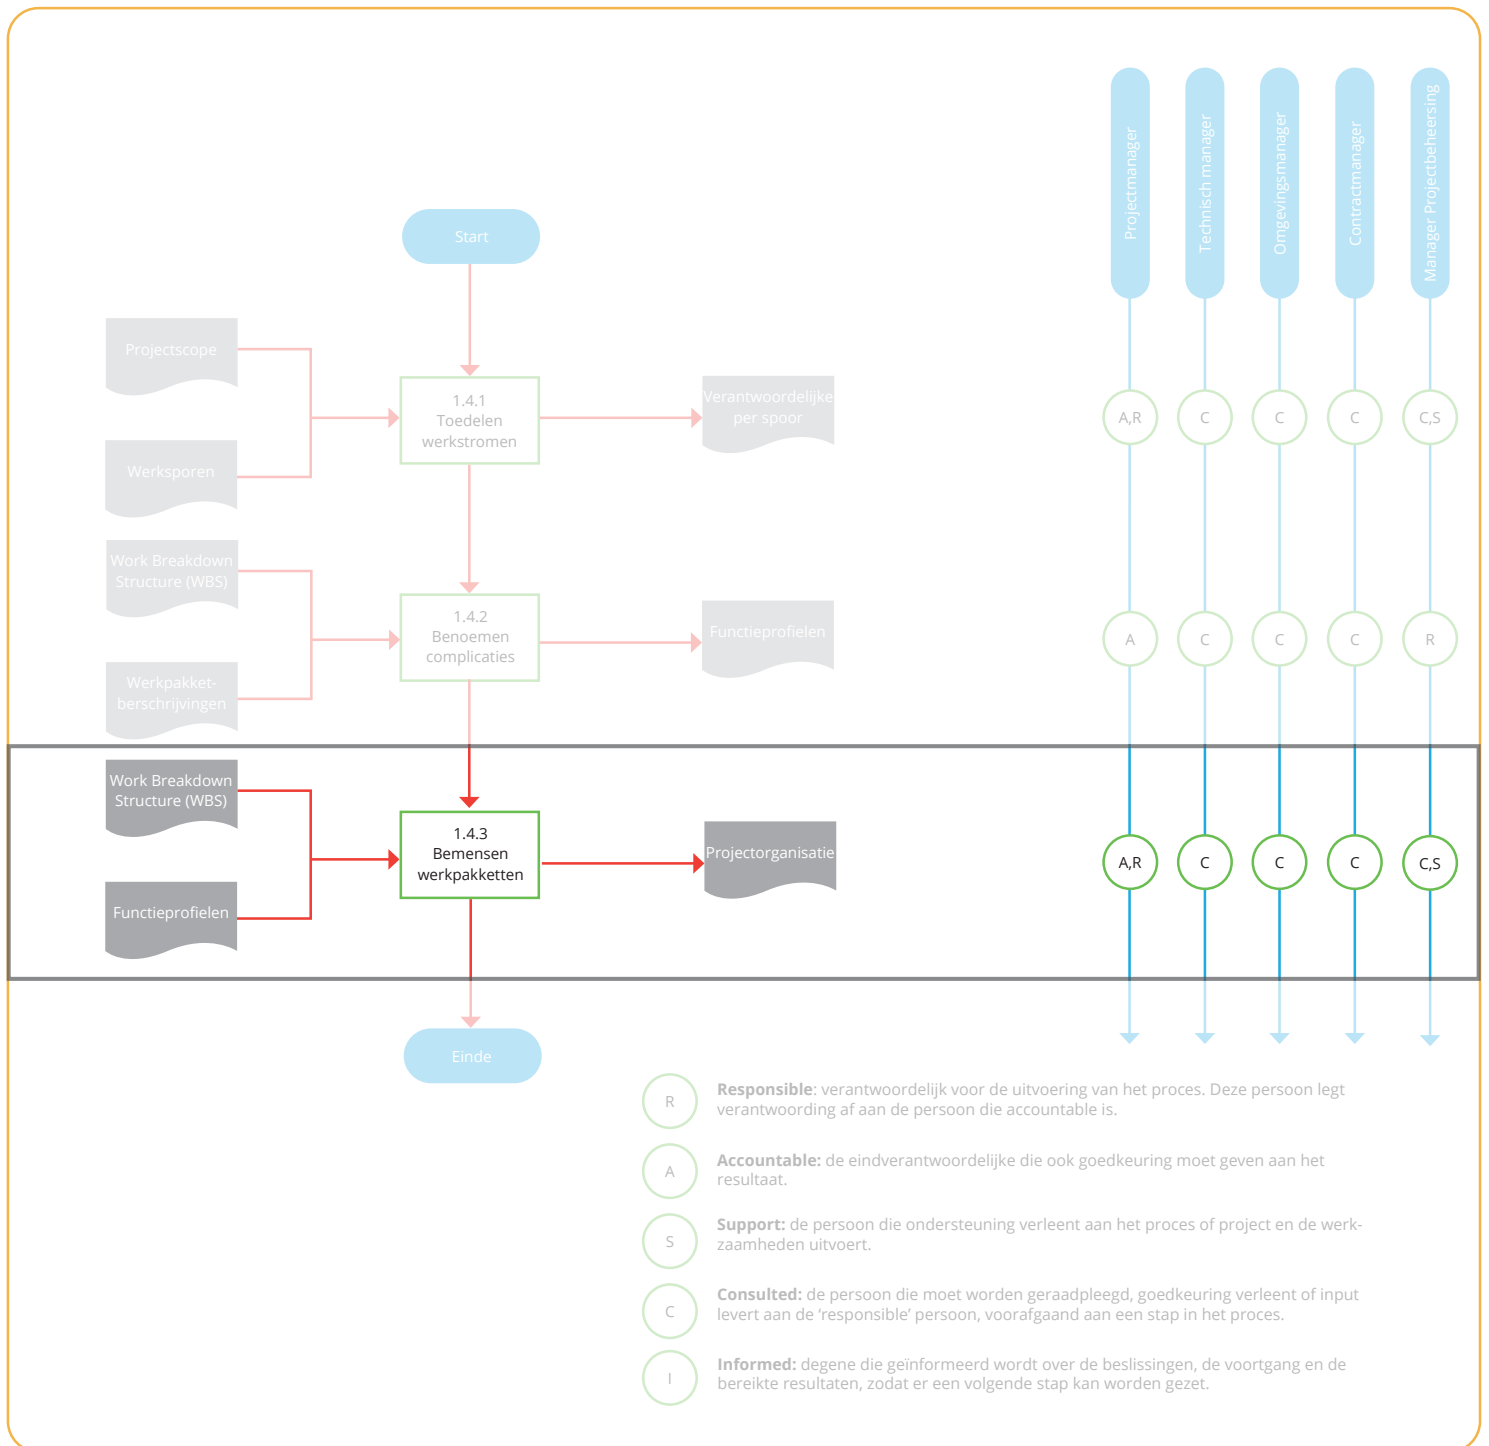 Projectmanager
Technisch manager
Omgevingsmanager
Contractmanager
Manager Projectbeheersing
Start
Projectscope
Werksporen
1.4.1
Toedelen
werkstromen
Verantwoordelijke
per spoor
A,R
C
C
C
C,S
Work Breakdown
Structure (WBS)
Werkpakket-
berschrijvingen
1.4.2
Benoemen
complicaties
Functieprofielen
A
C
C
C
R
Work Breakdown
Structure (WBS)
Functieprofielen
1.4.3
Bemensen
werkpakketten
Projectorganisatie
A,R
C
C
C
C,S
Einde
R
Responsible: verantwoordelijk voor de uitvoering van het proces. Deze persoon legt
verantwoording af aan de persoon die accountable is.
A
Accountable: de eindverantwoordelijke die ook goedkeuring moet geven aan het
resultaat.
S
Support: de persoon die ondersteuning verleent aan het proces of project en de werk-
zaamheden uitvoert.
C
Consulted: de persoon die moet worden geraadpleegd, goedkeuring verleent of input
levert aan de ‘responsible’ persoon, voorafgaand aan een stap in het proces.
I
Informed: degene die geïnformeerd wordt over de beslissingen, de voortgang en de
bereikte resultaten, zodat er een volgende stap kan worden gezet.